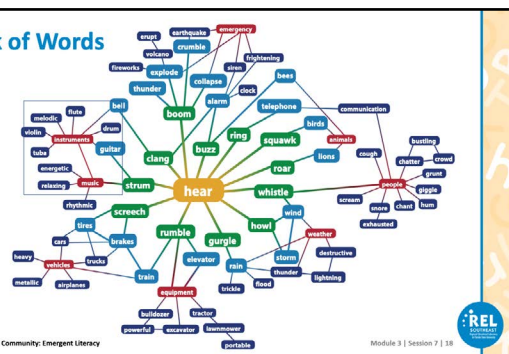 k of Words
erupt
earthquake
emergency
crumble
volcano
fireworks
explode
collapse
siren
frightening
thunder
alarm
clock
bees
boom
telephone
communication
bell
melodic
flute
violin
instruments
drum
tuba
guitar
buzz
ring
squawk
birds
animals
clang
roar
lions
energetic
relaxing
music
rhythmic
strum
hear
whistle
cough
bustling
chatter
crowd
grunt
people
giggle
scream
snore
chant
hum
exhausted
screech
tires
cars
brakes
trucks
heavy
vehicles
metallic
airplanes
train
rumble
gurgle
howl
wind
weather
elevator
rain
storm
destructive
thunder
lightning
trickle
flood
equipment
bulldozer
tractor
powerful
excavator
lawnmower
portable
Community: Emergent Literacy
Module 3 | Session 7 | 18
REL
SOUTHEAST